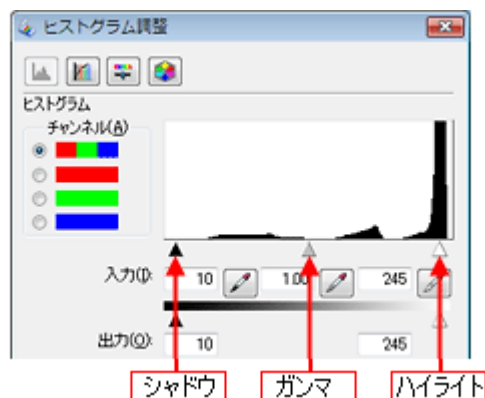 ヒストグラム調整
ヒストグラム
チャンネル(A)
入力(I): 10 1.00 245
出力(O): 10 245
シャドウ ガンマ ハイライト